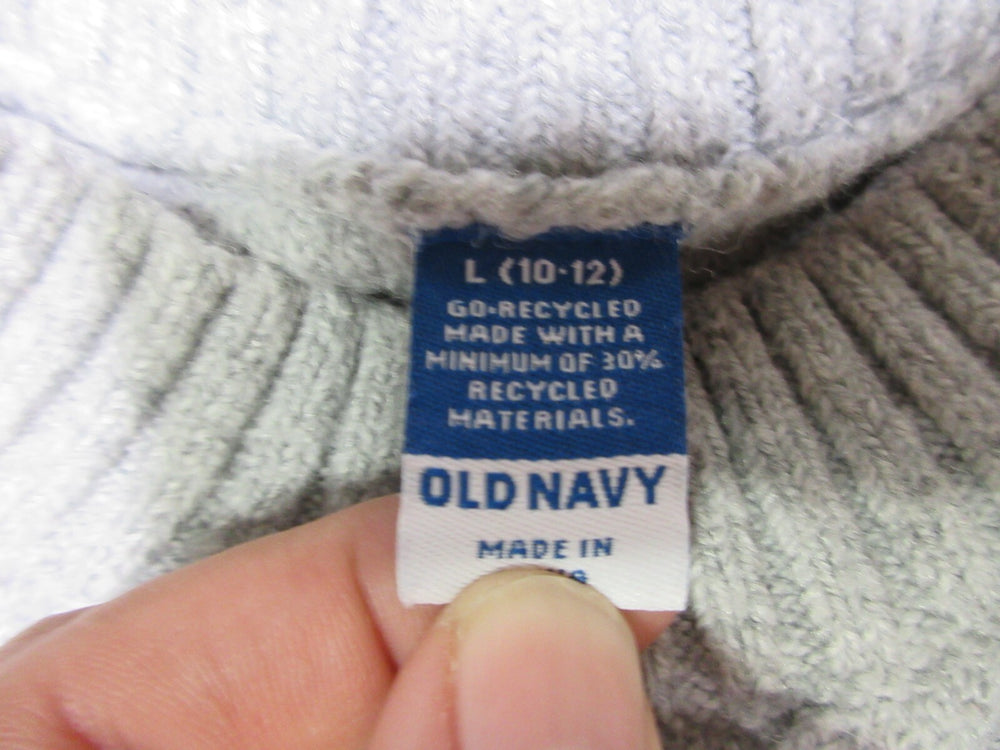 L (10-12)
GO-RECYCLED
MADE WITH A
MINIMUM OF 30%
RECYCLED
MATERIALS.
OLD NAVY
MADE IN